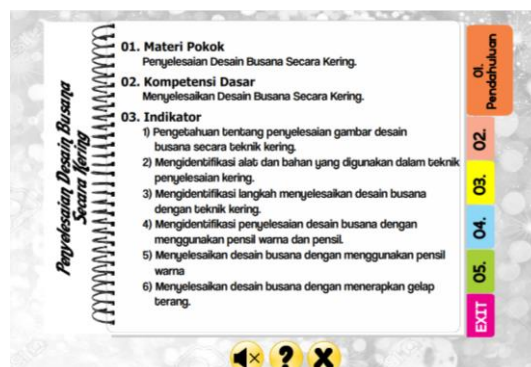 Penyelesaian Desain Busana
Secara Kering
01. Materi Pokok
Penyelesaian Desain Busana Secara Kering.
02. Kompetensi Dasar
Menyelesaikan Desain Busana Secara Kering.
03. Indikator
1) Pengetahuan tentang penyelesaian gambar desain
busana secara teknik kering.
2) Mengidentifikasi alat dan bahan yang digunakan dalam teknik
penyelesaian kering.
3) Mengidentifikasi langkah menyelesaikan desain busana
dengan teknik kering.
4) Mengidentifikasi penyelesaian desain busana dengan
menggunakan pensil warna dan pensil.
5) Menyelesaikan desain busana dengan menggunakan pensil
warna
6) Menyelesaikan desain busana dengan menerapkan gelap
terang.
01.
Pendahuluan
02.
03.
04.
05.
EXIT
?
X